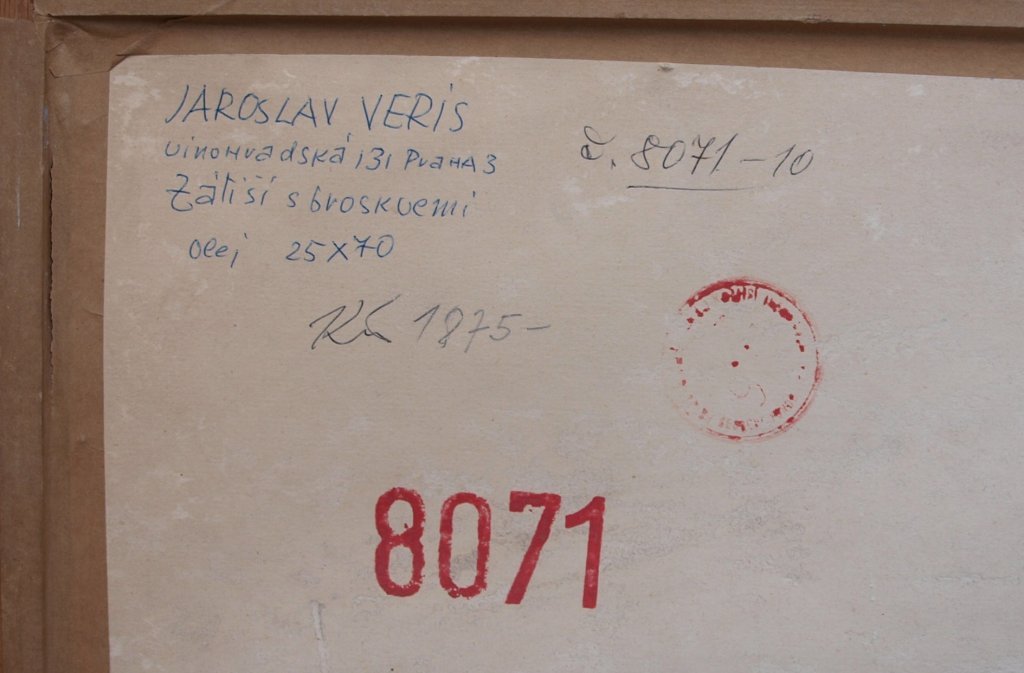 JAROSLAV VERIS
vinohradská 131 Praha 3
Zátiší s broskvemi
olej 25X70
č. 8071-10
Kčs 1875-
8071